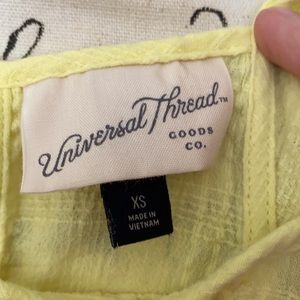 Universal Thread™
GOODS
CO.
XS
MADE IN
VIETNAM